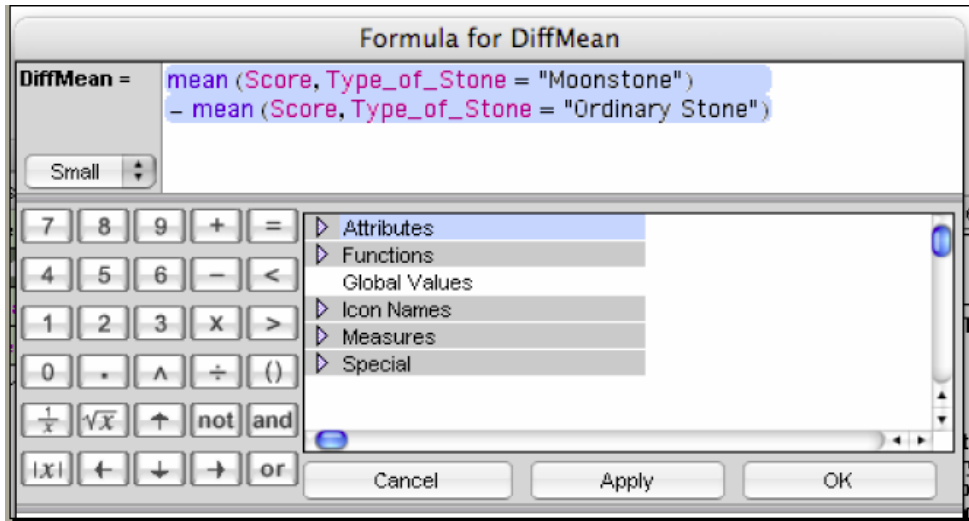 Formula for DiffMean
DiffMean = mean (Score, Type_of_Stone = "Moonstone")
– mean (Score, Type_of_Stone = "Ordinary Stone")
Small
7 8 9 + =
4 5 6 − <
1 2 3 x >
0 . ^ ÷ ()
1/x √x ↑ not and
|x| ← ↓ → or
Attributes
Functions
Global Values
Icon Names
Measures
Special
Cancel Apply OK